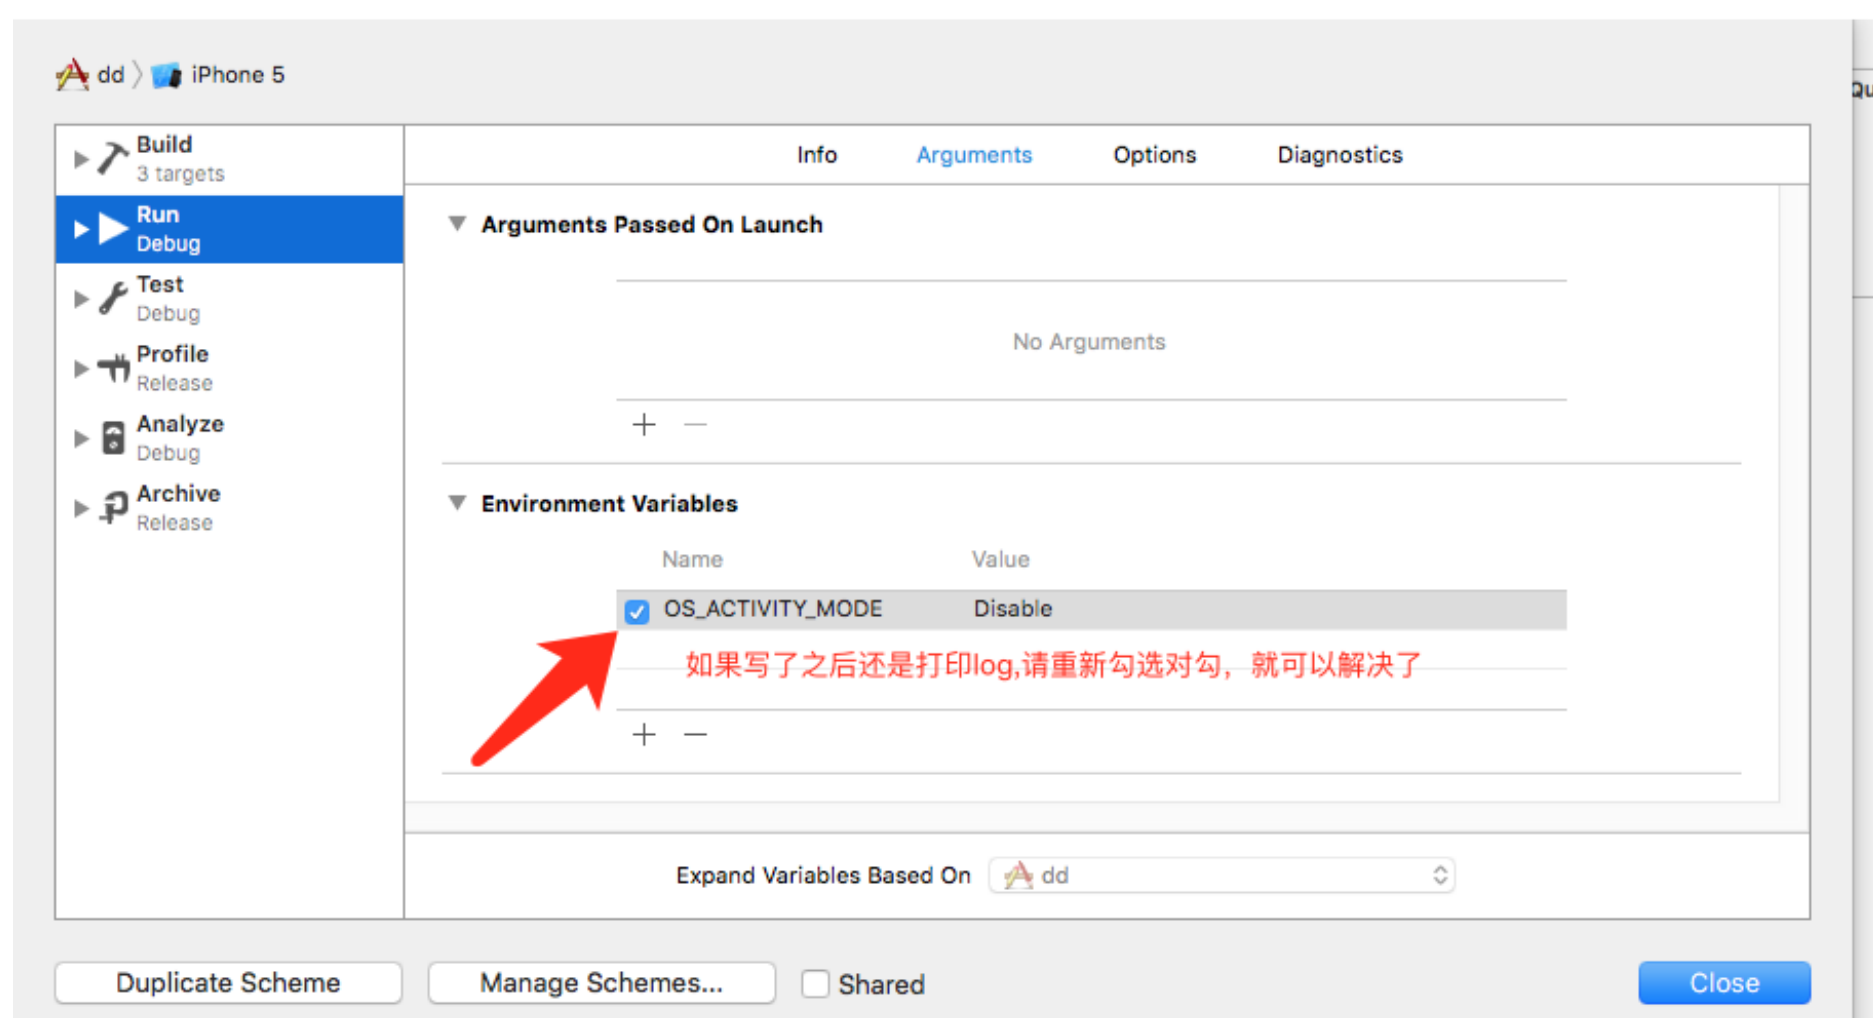 dd iPhone 5
Qu
Build
3 targets
Run
Debug
Test
Debug
Profile
Release
Analyze
Debug
Archive
Release
Info Arguments Options Diagnostics
Arguments Passed On Launch
No Arguments
Environment Variables
Name Value
OS_ACTIVITY_MODE Disable
如果写了之后还是打印log,请重新勾选对勾，就可以解决了
Expand Variables Based On dd
Duplicate Scheme Manage Schemes... Shared Close